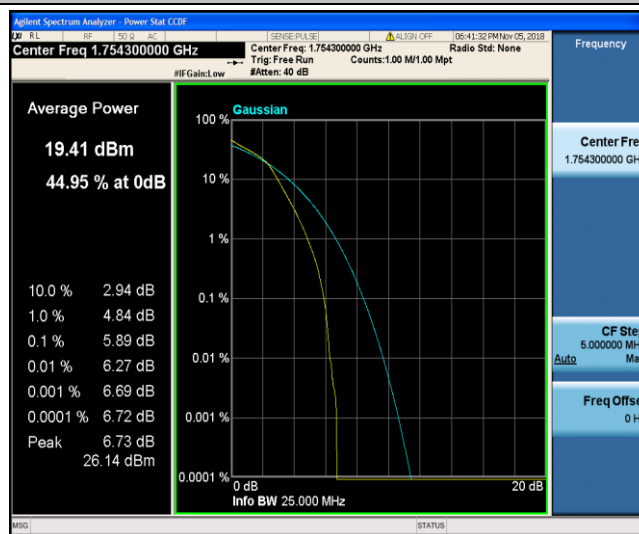 Agilent Spectrum Analyzer - Power Stat CCDF
RL RF 50 Ω AC SENSE:PULSE ALIGN OFF 06:41:32 PM Nov 05, 2018
Center Freq 1.754300000 GHz
Center Freq: 1.754300000 GHz Radio Std: None
Trig: Free Run Counts:1.00 M/1.00 Mpt
#IFGain:Low #Atten: 40 dB
Frequency
Average Power
19.41 dBm
44.95 % at 0dB
10.0 % 2.94 dB
1.0 % 4.84 dB
0.1 % 5.89 dB
0.01 % 6.27 dB
0.001 % 6.69 dB
0.0001 % 6.72 dB
Peak 6.73 dB
26.14 dBm
Gaussian
100 %
10 %
1 %
0.1 %
0.01 %
0.001 %
0.0001 %
0 dB 20 dB
Info BW 25.000 MHz
Center Fre
1.754300000 GH
CF Ste
5.000000 MH
Auto Ma
Freq Offse
0 H
MSG STATUS